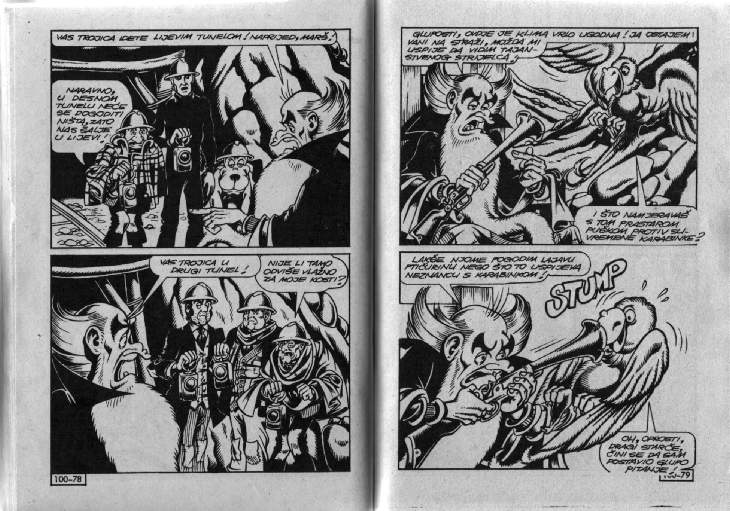 VAS TROJICA IDETE LIJEVIM TUNELOM! NAPRIJED, MARŠ!
NARAVNO,
U DESNOM
TUNELU NEĆE
SE DOGODITI
NIŠTA, ZATO
NAS ŠALJE
U LIJEVI!
VAS TROJICA U
DRUGI TUNEL!
NIJE LI TAMO
ODVIŠE VLAŽNO
ZA MOJE KOSTI?
100-78
GLUPOSTI, OVDJE JE KLIMA VRLO UGODNA! JA OSTAJEM
VANI NA STRAŽI, MOŽDA MI
USPIJE DA VIDIM TAJAN-
STVENOG STRIJELCA!
I ŠTO NAMJERAVAŠ
S TOM PRASTAROM
PUŠKOM PROTIV SU-
VREMENE KARABINKE?
LAKŠE NJOME POGODIM LAJAVU
PTIČURINU NEGO ŠTO TO USPIJEVA
NEZNANCU S KARABINKOM!
STUMP
OH, OPROSTI,
DRAGI STARČE,
ČINI SE DA SAM
POSTAVIO GLUPO
PITANJE!
100-79